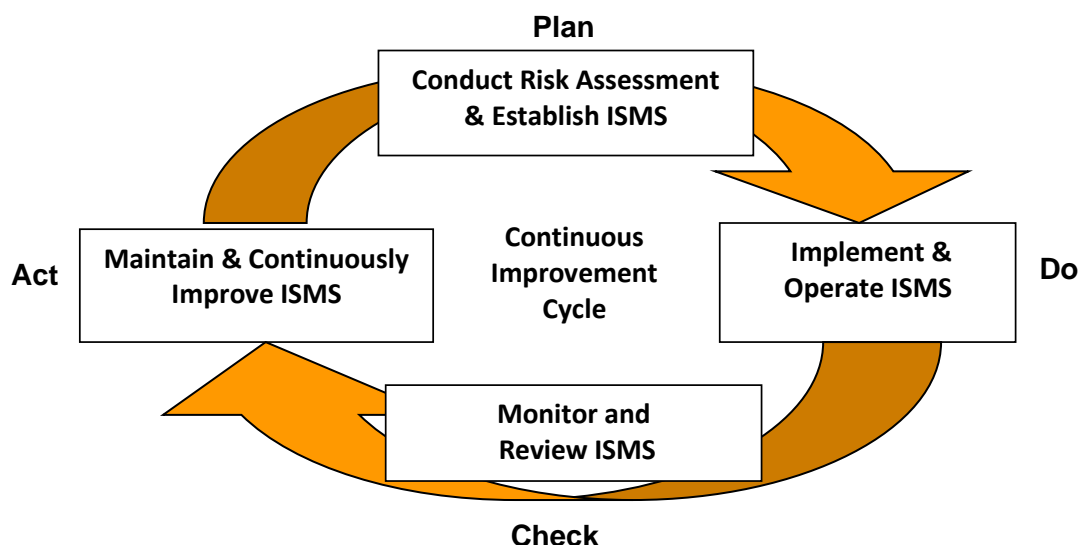 Plan
Conduct Risk Assessment
& Establish ISMS
Act
Maintain & Continuously
Improve ISMS
Continuous
Improvement
Cycle
Implement &
Operate ISMS
Do
Monitor and
Review ISMS
Check